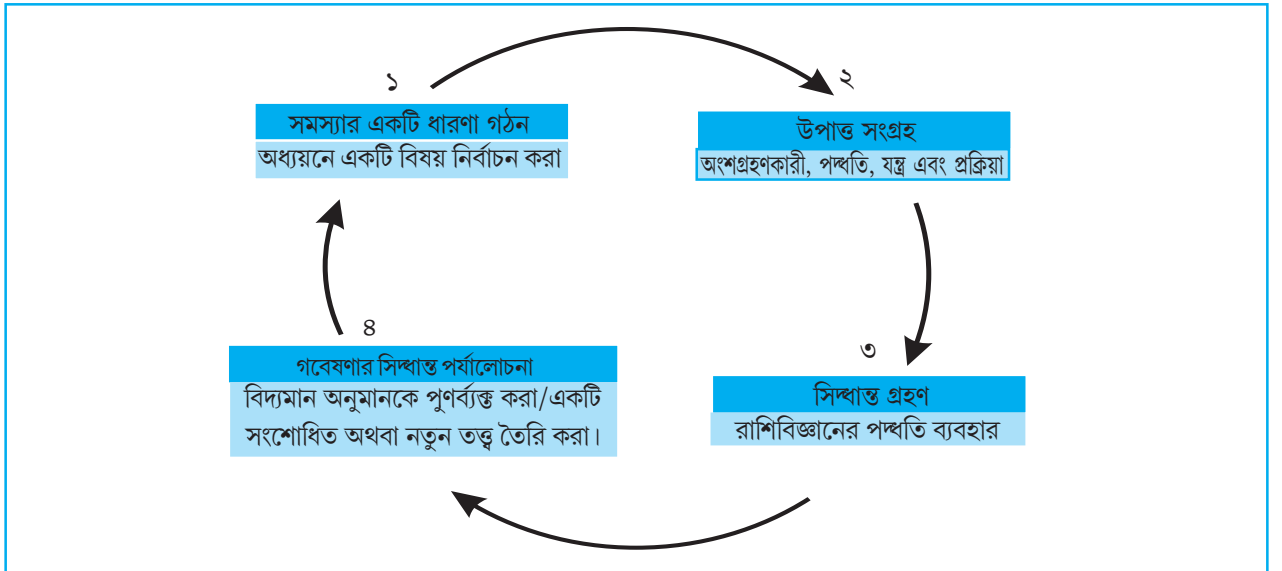 ১
সমস্যার একটি ধারণা গঠন
অধ্যয়নে একটি বিষয় নির্বাচন করা
২
উপাত্ত সংগ্রহ
অংশগ্রহণকারী, পদ্ধতি, যন্ত্র এবং প্রক্রিয়া
৩
সিদ্ধান্ত গ্রহণ
রাশিবিজ্ঞানের পদ্ধতি ব্যবহার
৪
গবেষণার সিদ্ধান্ত পর্যালোচনা
বিদ্যমান অনুমানকে পুণর্ব্যক্ত করা/একটি
সংশোধিত অথবা নতুন তত্ত্ব তৈরি করা।